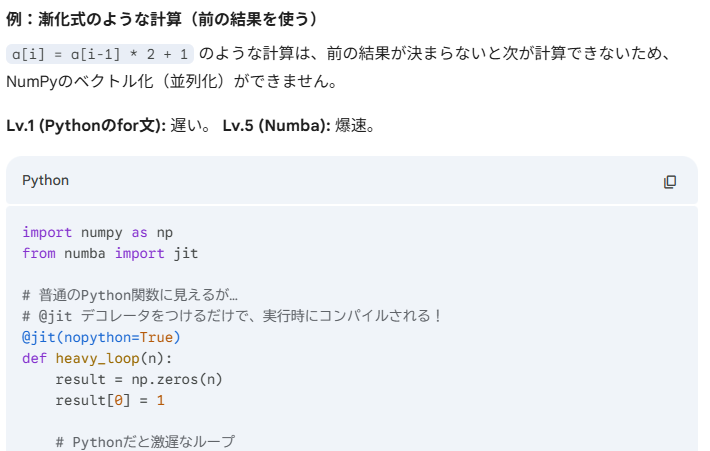 例：漸化式のような計算（前の結果を使う）
a[i] = a[i-1] * 2 + 1 のような計算は、前の結果が決まらないと次が計算できないため、
NumPyのベクトル化（並列化）ができません。
Lv.1 (Pythonのfor文): 遅い。 Lv.5 (Numba): 爆速。
Python
import numpy as np
from numba import jit
# 普通のPython関数に見えるが…
# @jit デコレータをつけるだけで、実行時にコンパイルされる！
@jit(nopython=True)
def heavy_loop(n):
    result = np.zeros(n)
    result[0] = 1
    # Pythonだと激遅なループ